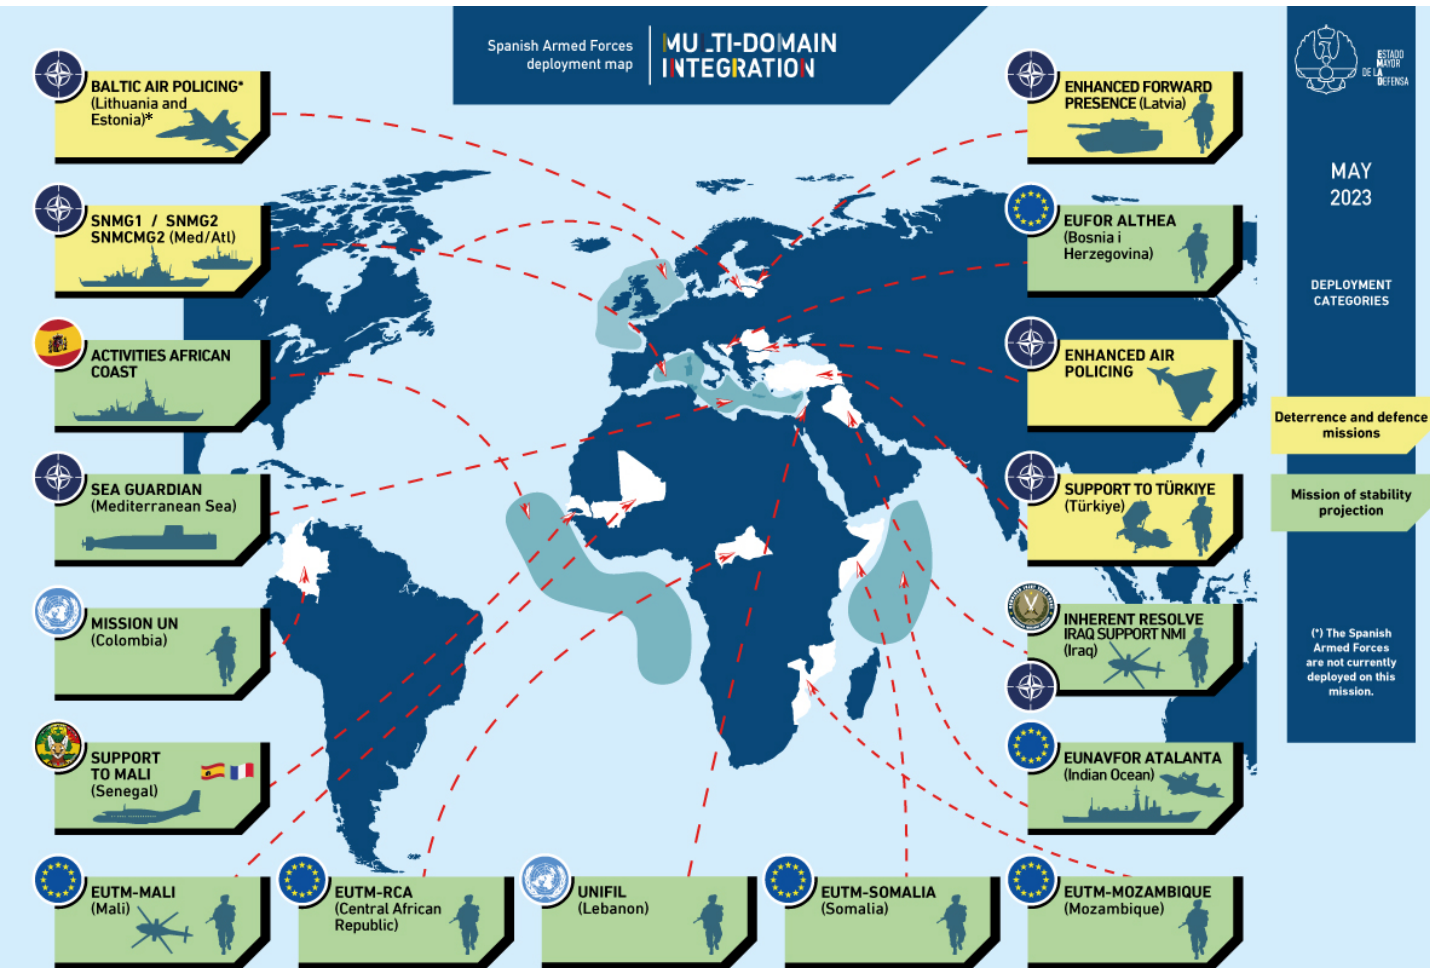 Spanish Armed Forces
deployment map
MULTI-DOMAIN
INTEGRATION
ESTADO
MAYOR
DE LA DEFENSA
MAY
2023
DEPLOYMENT
CATEGORIES
Deterrence and defence
missions
Mission of stability
projection
(*) The Spanish
Armed Forces
are not currently
deployed on this
mission.
BALTIC AIR POLICING*
(Lithuania and
Estonia)*
SNMG1 / SNMG2
SNMCMG2 (Med/Atl)
ACTIVITIES AFRICAN
COAST
SEA GUARDIAN
(Mediterranean Sea)
MISSION UN
(Colombia)
SUPPORT
TO MALI
(Senegal)
EUTM-MALI
(Mali)
EUTM-RCA
(Central African
Republic)
UNIFIL
(Lebanon)
EUTM-SOMALIA
(Somalia)
EUTM-MOZAMBIQUE
(Mozambique)
ENHANCED FORWARD
PRESENCE (Latvia)
EUFOR ALTHEA
(Bosnia i
Herzegovina)
ENHANCED AIR
POLICING
SUPPORT TO TÜRKIYE
(Türkiye)
INHERENT RESOLVE
IRAQ SUPPORT NMI
(Iraq)
EUNAVFOR ATALANTA
(Indian Ocean)